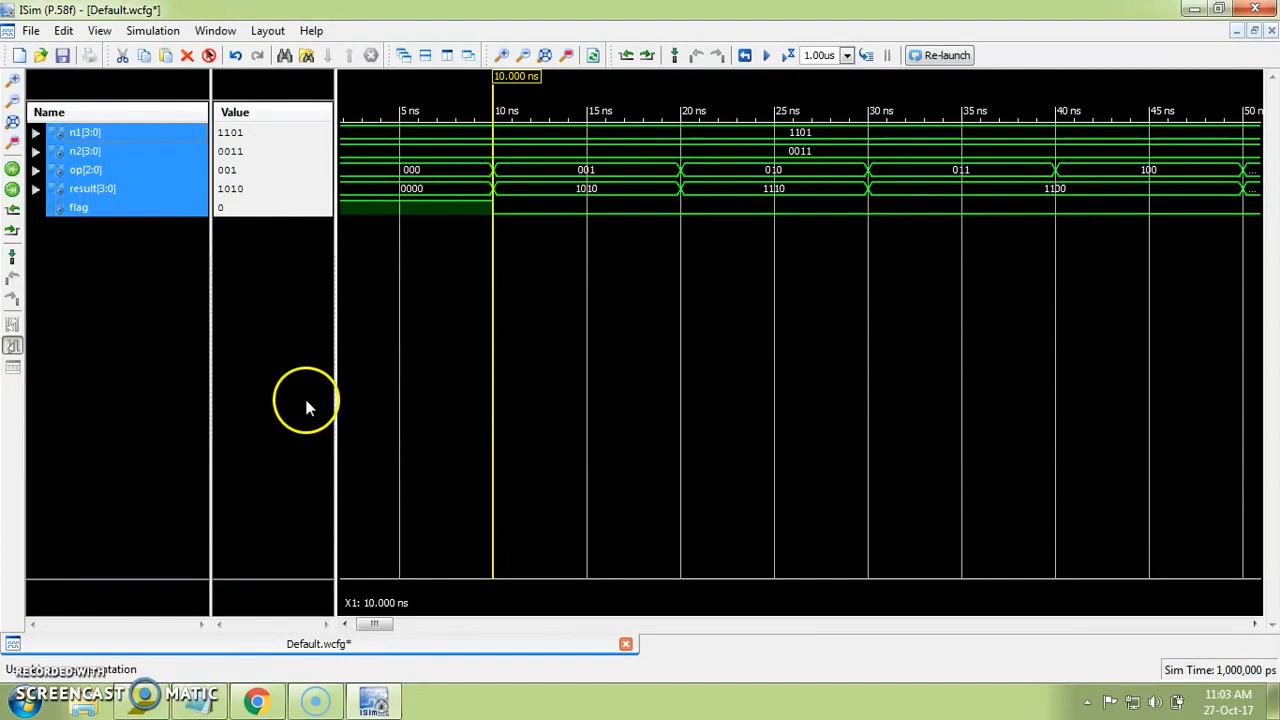 ISim (P.58f) - [Default.wcfg*]
File Edit View Simulation Window Layout Help
1.00us Re-launch
10.000 ns
Name Value 5 ns 10 ns 15 ns 20 ns 25 ns 30 ns 35 ns 40 ns 45 ns 50 n
n1[3:0] 1101 1101
n2[3:0] 0011 0011
op[2:0] 001 000 001 010 011 100 ...
result[3:0] 1010 0000 1010 1110 1100 ...
flag 0
X1: 10.000 ns
Default.wcfg*
Sim Time: 1,000,000 ps
RECORDED WITH
SCREENCAST MATIC
ISim
11:03 AM
27-Oct-17